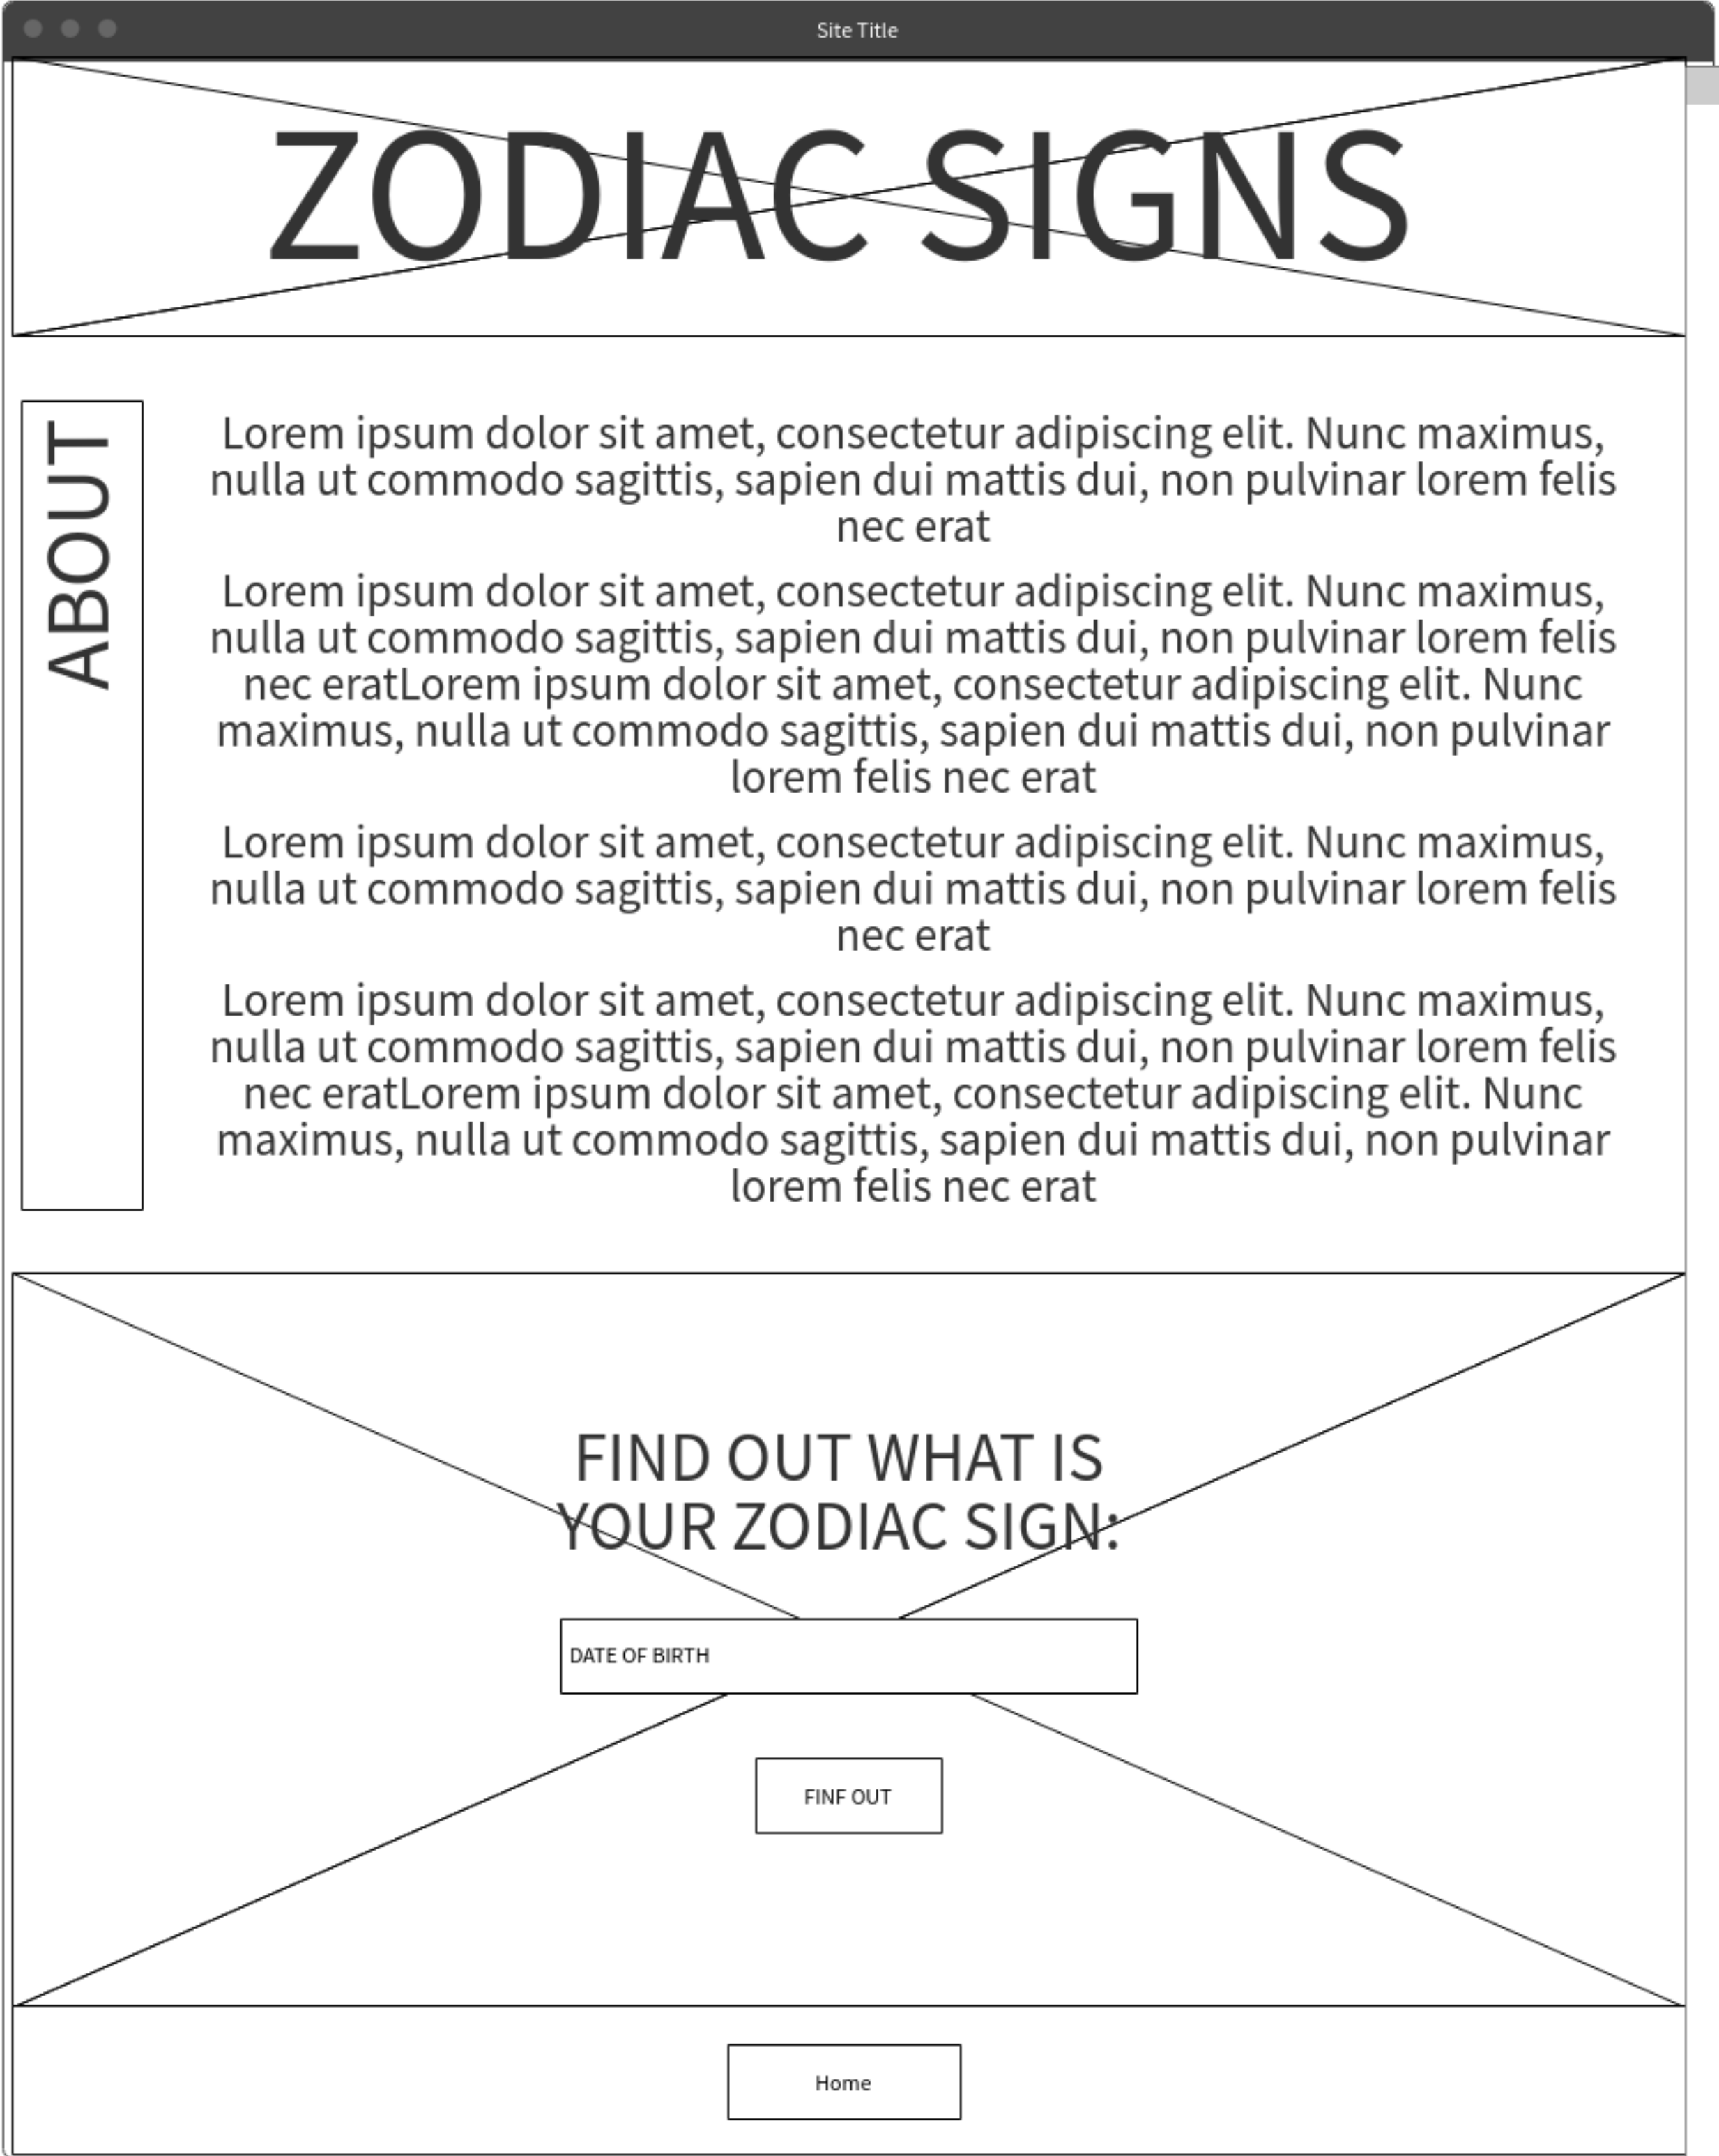 Site Title
ZODIAC SIGNS
ABOUT
Lorem ipsum dolor sit amet, consectetur adipiscing elit. Nunc maximus,
nulla ut commodo sagittis, sapien dui mattis dui, non pulvinar lorem felis
nec erat
Lorem ipsum dolor sit amet, consectetur adipiscing elit. Nunc maximus,
nulla ut commodo sagittis, sapien dui mattis dui, non pulvinar lorem felis
nec eratLorem ipsum dolor sit amet, consectetur adipiscing elit. Nunc
maximus, nulla ut commodo sagittis, sapien dui mattis dui, non pulvinar
lorem felis nec erat
Lorem ipsum dolor sit amet, consectetur adipiscing elit. Nunc maximus,
nulla ut commodo sagittis, sapien dui mattis dui, non pulvinar lorem felis
nec erat
Lorem ipsum dolor sit amet, consectetur adipiscing elit. Nunc maximus,
nulla ut commodo sagittis, sapien dui mattis dui, non pulvinar lorem felis
nec eratLorem ipsum dolor sit amet, consectetur adipiscing elit. Nunc
maximus, nulla ut commodo sagittis, sapien dui mattis dui, non pulvinar
lorem felis nec erat
FIND OUT WHAT IS
YOUR ZODIAC SIGN:
DATE OF BIRTH
FINF OUT
Home